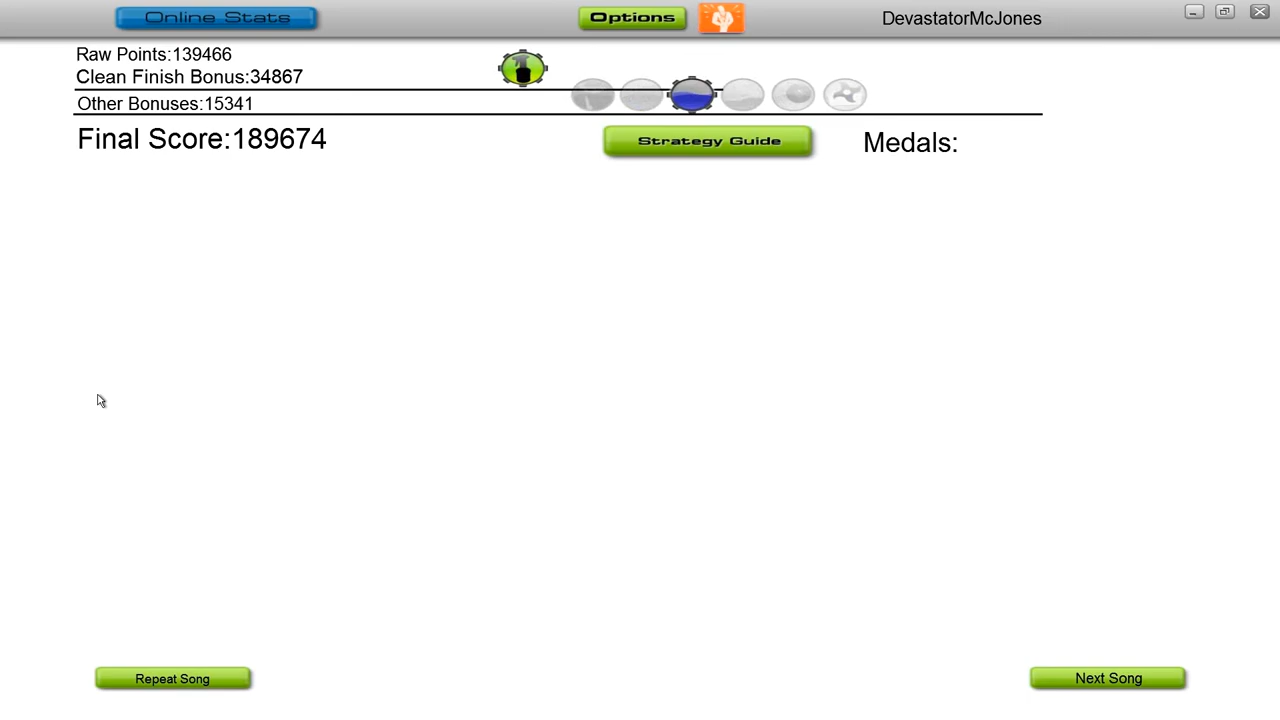 Online Stats
Options
DevastatorMcJones
Raw Points:139466
Clean Finish Bonus:34867
Other Bonuses:15341
Final Score:189674
Strategy Guide
Medals:
Repeat Song
Next Song